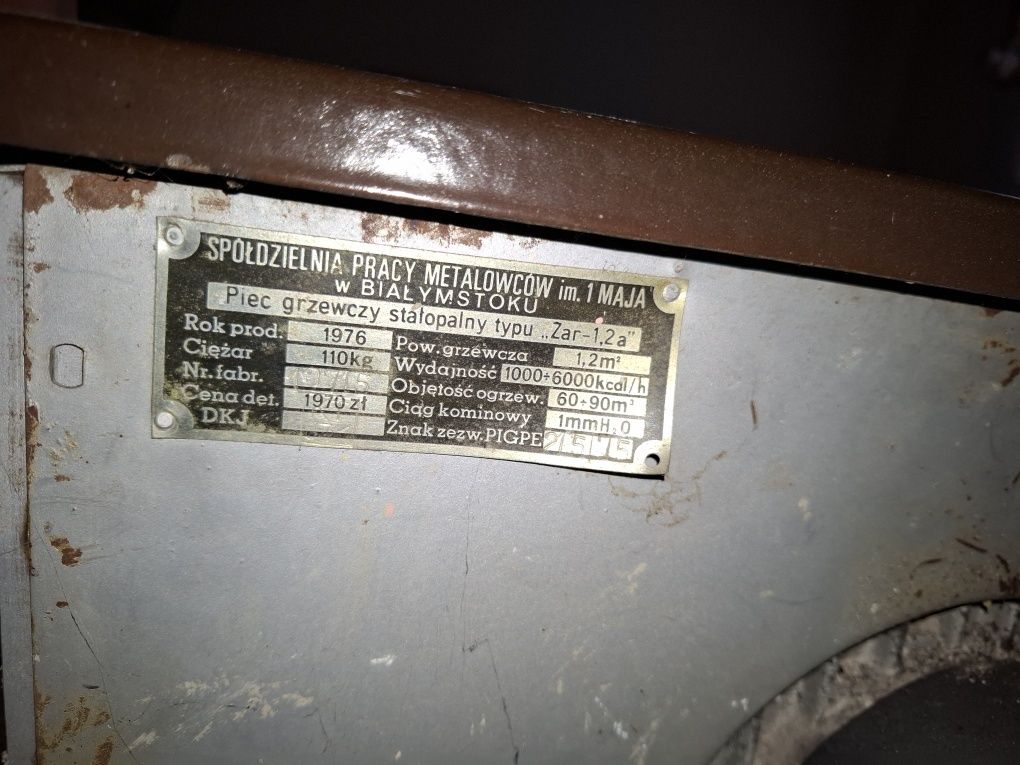 SPÓŁDZIELNIA PRACY METALOWCÓW im. 1 MAJA
w BIAŁYMSTOKU
Piec grzewczy stałopalny typu „Zar-1,2a"
Rok prod. 1976
Ciężar 110kg
Nr. fabr.
Cena det. 1970 zł
DKJ
Pow. grzewcza 1,2m²
Wydajność 1000÷6000kcal/h
Objętość ogrzew. 60÷90m³
Ciąg kominowy 1mmH₂O
Znak zezw. PIGPE